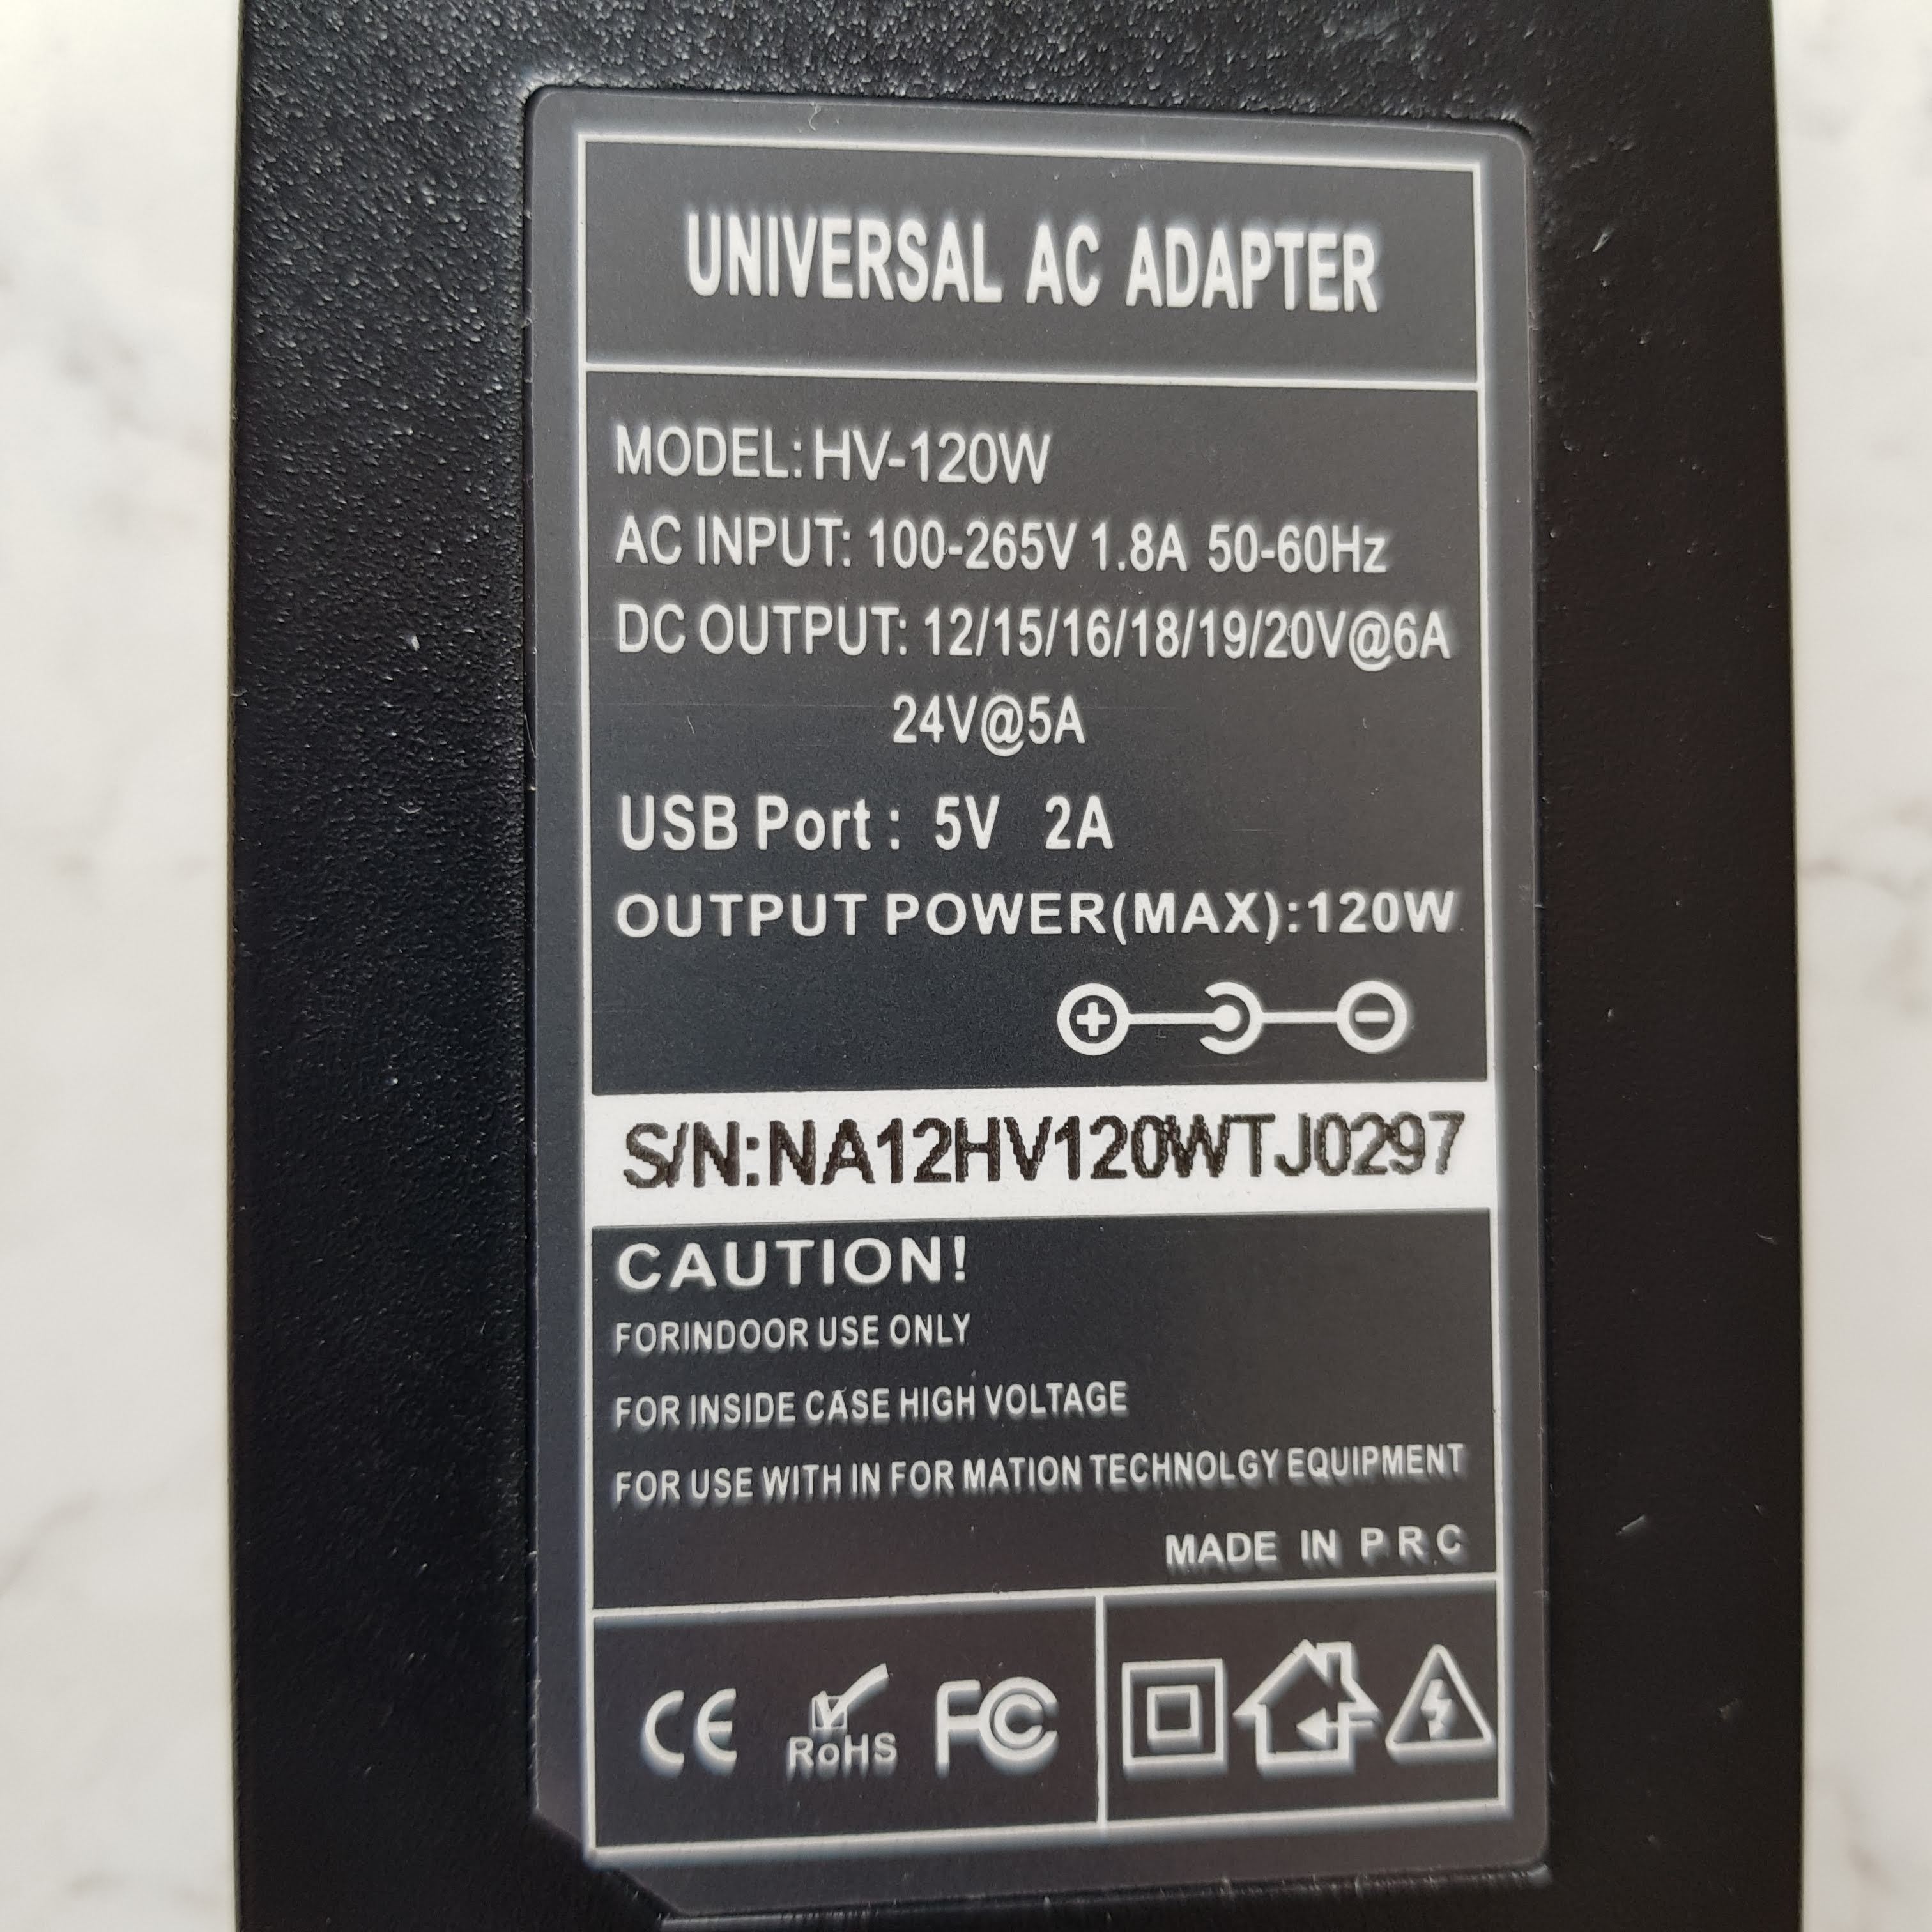 UNIVERSAL AC ADAPTER
MODEL: HV-120W
AC INPUT: 100-265V 1.8A 50-60Hz
DC OUTPUT: 12/15/16/18/19/20V@6A
24V@5A
USB Port : 5V 2A
OUTPUT POWER(MAX):120W
S/N:NA12HV120WTJ0297
CAUTION!
FORINDOOR USE ONLY
FOR INSIDE CASE HIGH VOLTAGE
FOR USE WITH IN FOR MATION TECHNOLGY EQUIPMENT
MADE IN P R C
CE RoHS FC